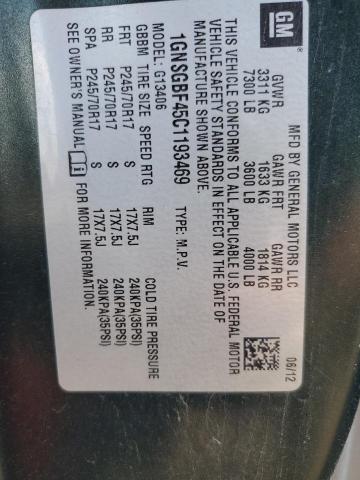 GM
MFD BY GENERAL MOTORS LLC
GVWR GAWR FRT GAWR RR
3311 KG 1633 KG 1814 KG
7300 LB 3600 LB 4000 LB
06/12
THIS VEHICLE CONFORMS TO ALL APPLICABLE U.S. FEDERAL MOTOR
VEHICLE SAFETY STANDARDS IN EFFECT ON THE DATE OF
MANUFACTURE SHOWN ABOVE.
1GNSGBF45C1193469 TYPE: M.P.V.
MODEL: G13406
GBBM TIRE SIZE SPEED RTG RIM COLD TIRE PRESSURE
FRT P245/70R17 S 17X7.5J 240KPA(35PSI)
RR P245/70R17 S 17X7.5J 240KPA(35PSI)
SPA P245/70R17 S 17X7.5J 240KPA(35PSI)
SEE OWNER'S MANUAL FOR MORE INFORMATION